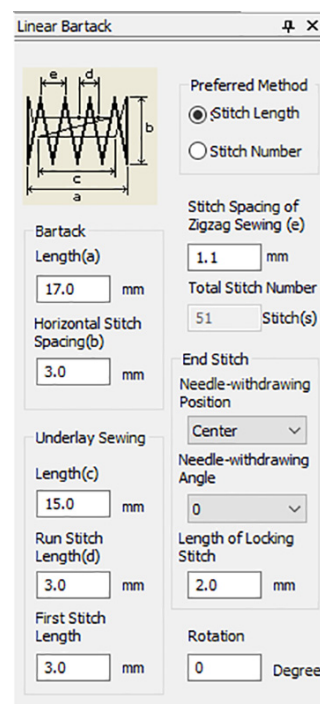 Linear Bartack
e
d
b
c
a
Preferred Method
Stitch Length
Stitch Number
Bartack
Length(a)
17.0 mm
Horizontal Stitch
Spacing(b)
3.0 mm
Stitch Spacing of
Zigzag Sewing (e)
1.1 mm
Total Stitch Number
51 Stitch(s)
Underlay Sewing
Length(c)
15.0 mm
Run Stitch
Length(d)
3.0 mm
First Stitch
Length
3.0 mm
End Stitch
Needle-withdrawing
Position
Center
Needle-withdrawing
Angle
0
Length of Locking
Stitch
2.0 mm
Rotation
0 Degree